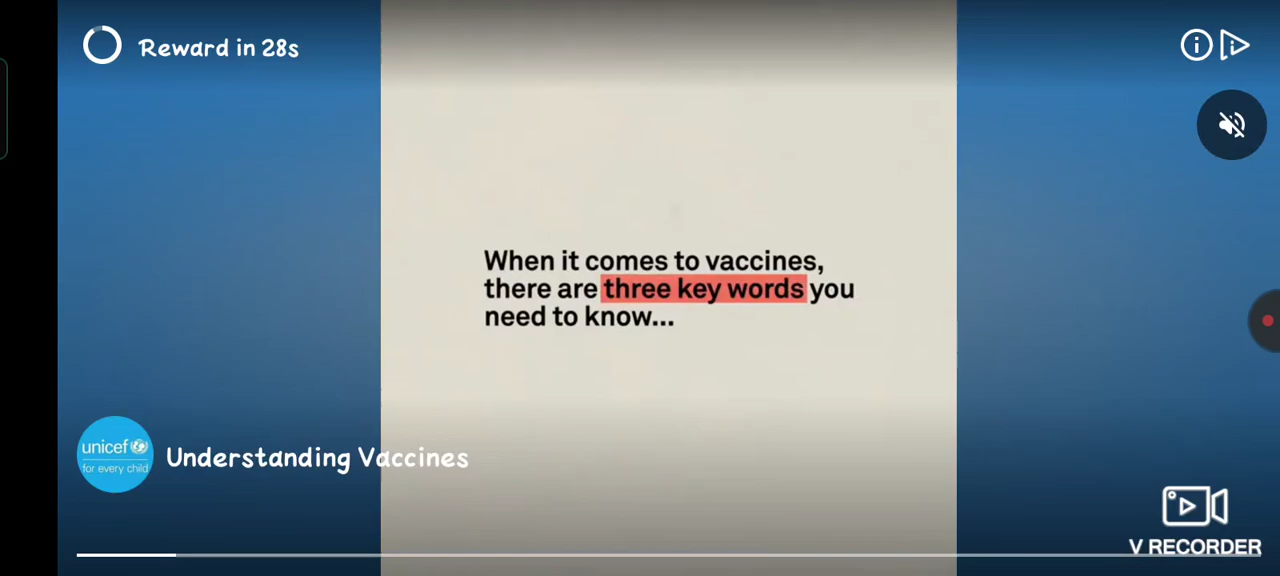 Reward in 28s
When it comes to vaccines,
there are three key words you
need to know...
unicef
for every child
Understanding Vaccines
V RECORDER